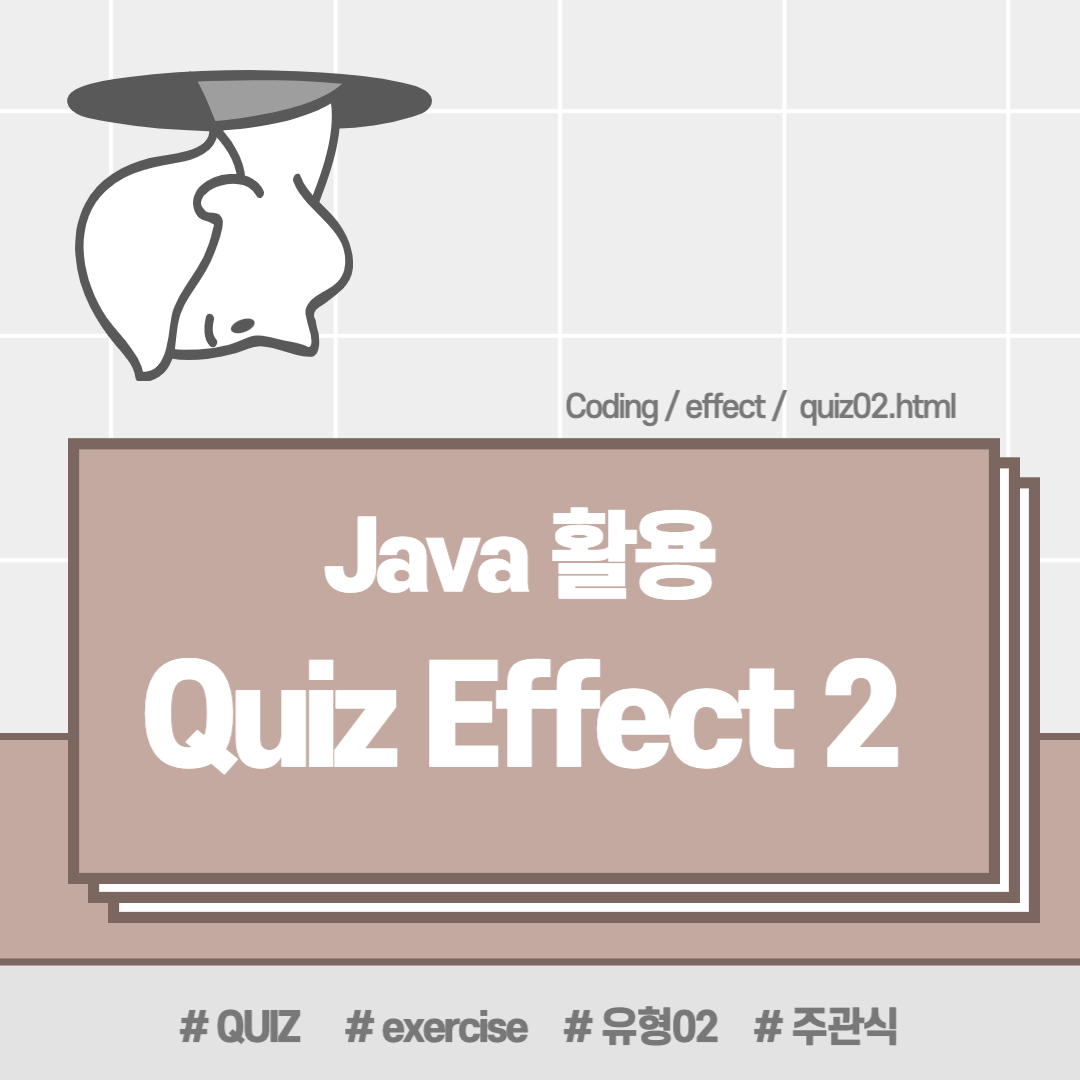 Coding / effect / quiz02.html
Java 활용
Quiz Effect 2
# QUIZ # exercise # 유형02 # 주관식